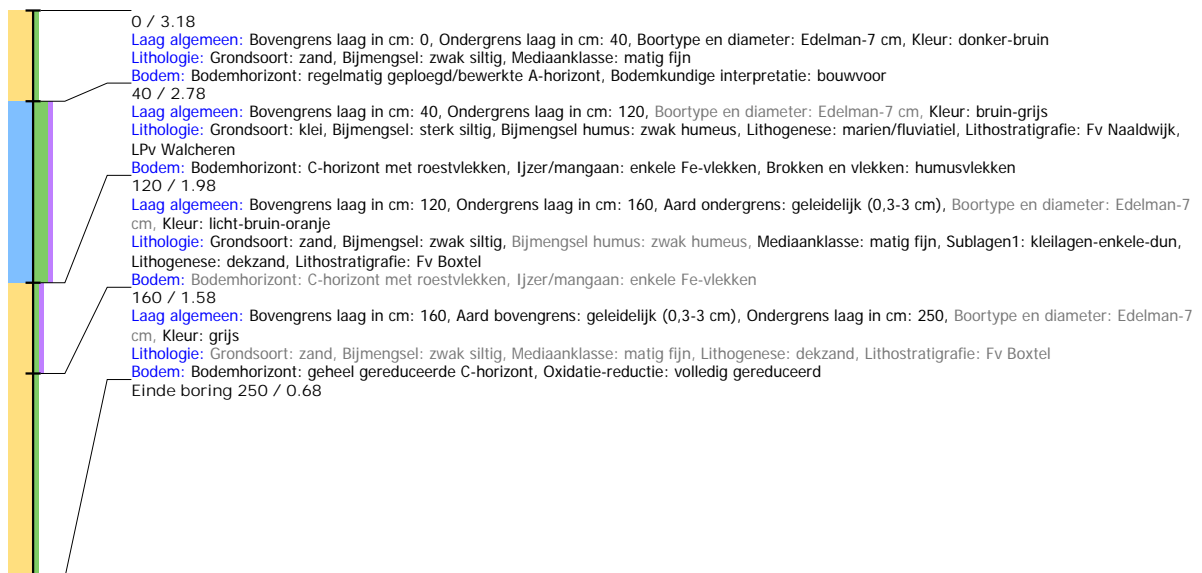 0 / 3.18
Laag algemeen: Bovengrens laag in cm: 0, Ondergrens laag in cm: 40, Boortype en diameter: Edelman-7 cm, Kleur: donker-bruin
Lithologie: Grondsoort: zand, Bijmengsel: zwak siltig, Mediaanklasse: matig fijn
Bodem: Bodemhorizont: regelmatig geploegd/bewerkte A-horizont, Bodemkundige interpretatie: bouwvoor
40 / 2.78
Laag algemeen: Bovengrens laag in cm: 40, Ondergrens laag in cm: 120, Boortype en diameter: Edelman-7 cm, Kleur: bruin-grijs
Lithologie: Grondsoort: klei, Bijmengsel: sterk siltig, Bijmengsel humus: zwak humeus, Lithogenese: marien/fluviatiel, Lithostratigrafie: Fv Naaldwijk,
LPv Walcheren
Bodem: Bodemhorizont: C-horizont met roestvlekken, Ijzer/mangaan: enkele Fe-vlekken, Brokken en vlekken: humusvlekken
120 / 1.98
Laag algemeen: Bovengrens laag in cm: 120, Ondergrens laag in cm: 160, Aard ondergrens: geleidelijk (0,3-3 cm), Boortype en diameter: Edelman-7
cm, Kleur: licht-bruin-oranje
Lithologie: Grondsoort: zand, Bijmengsel: zwak siltig, Bijmengsel humus: zwak humeus, Mediaanklasse: matig fijn, Sublagen1: kleilagen-enkele-dun,
Lithogenese: dekzand, Lithostratigrafie: Fv Boxtel
Bodem: Bodemhorizont: C-horizont met roestvlekken, Ijzer/mangaan: enkele Fe-vlekken
160 / 1.58
Laag algemeen: Bovengrens laag in cm: 160, Aard bovengrens: geleidelijk (0,3-3 cm), Ondergrens laag in cm: 250, Boortype en diameter: Edelman-7
cm, Kleur: grijs
Lithologie: Grondsoort: zand, Bijmengsel: zwak siltig, Mediaanklasse: matig fijn, Lithogenese: dekzand, Lithostratigrafie: Fv Boxtel
Bodem: Bodemhorizont: geheel gereduceerde C-horizont, Oxidatie-reductie: volledig gereduceerd
Einde boring 250 / 0.68